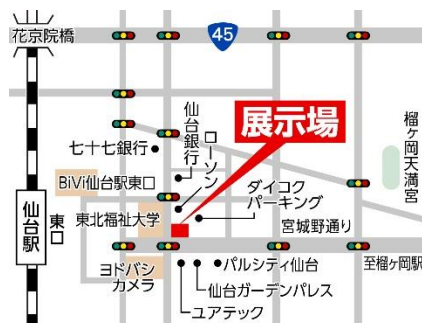 花京院橋
45
展示場
仙台銀行
ローソン
七十七銀行
榴ヶ岡天満宮
BiVi仙台駅東口
ダイコク
パーキング
仙台駅
東口
東北福祉大学
宮城野通り
ヨドバシ
カメラ
パルシティ仙台
至榴ヶ岡駅
仙台ガーデンパレス
ユアテック